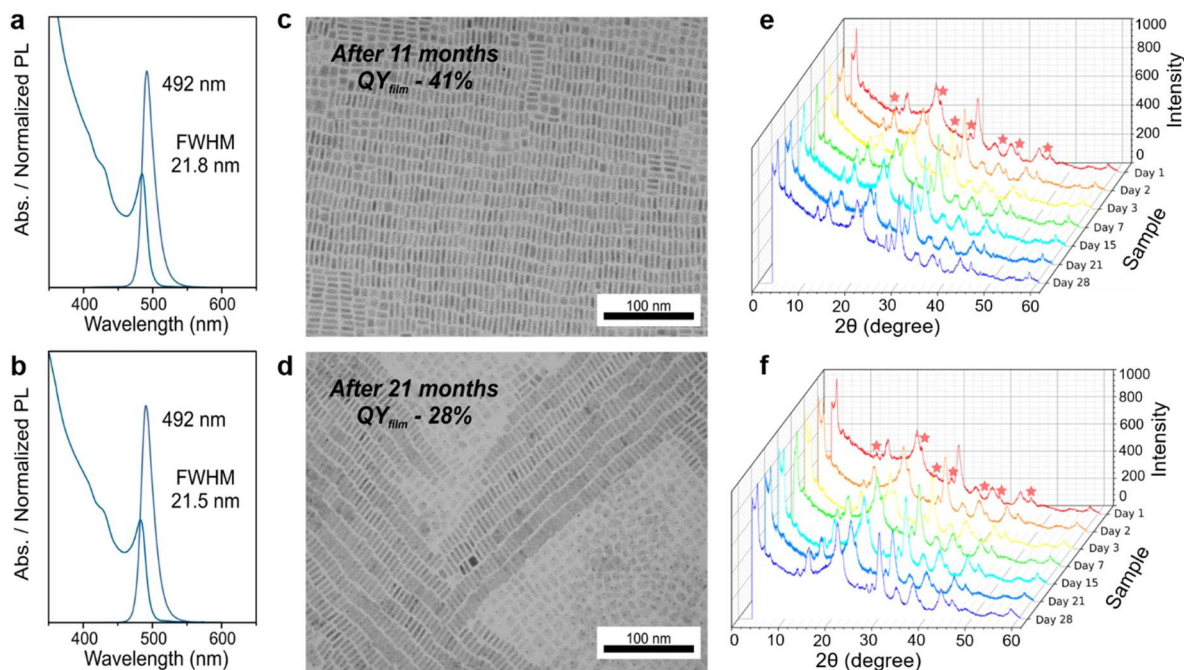 a
Abs. / Normalized PL
492 nm
FWHM
21.8 nm
400
500
600
Wavelength (nm)
b
Abs. / Normalized PL
492 nm
FWHM
21.5 nm
400
500
600
Wavelength (nm)
c
After 11 months
QYfilm - 41%
100 nm
d
After 21 months
QYfilm - 28%
100 nm
e
1000
800
600
400
200
0
Intensity
Day 1
Day 2
Day 3
Day 7
Day 15
Day 21
Day 28
Sample
0
10
20
30
40
50
60
2θ (degree)
f
1000
800
600
400
200
0
Intensity
Day 1
Day 2
Day 3
Day 7
Day 15
Day 21
Day 28
Sample
0
10
20
30
40
50
60
2θ (degree)